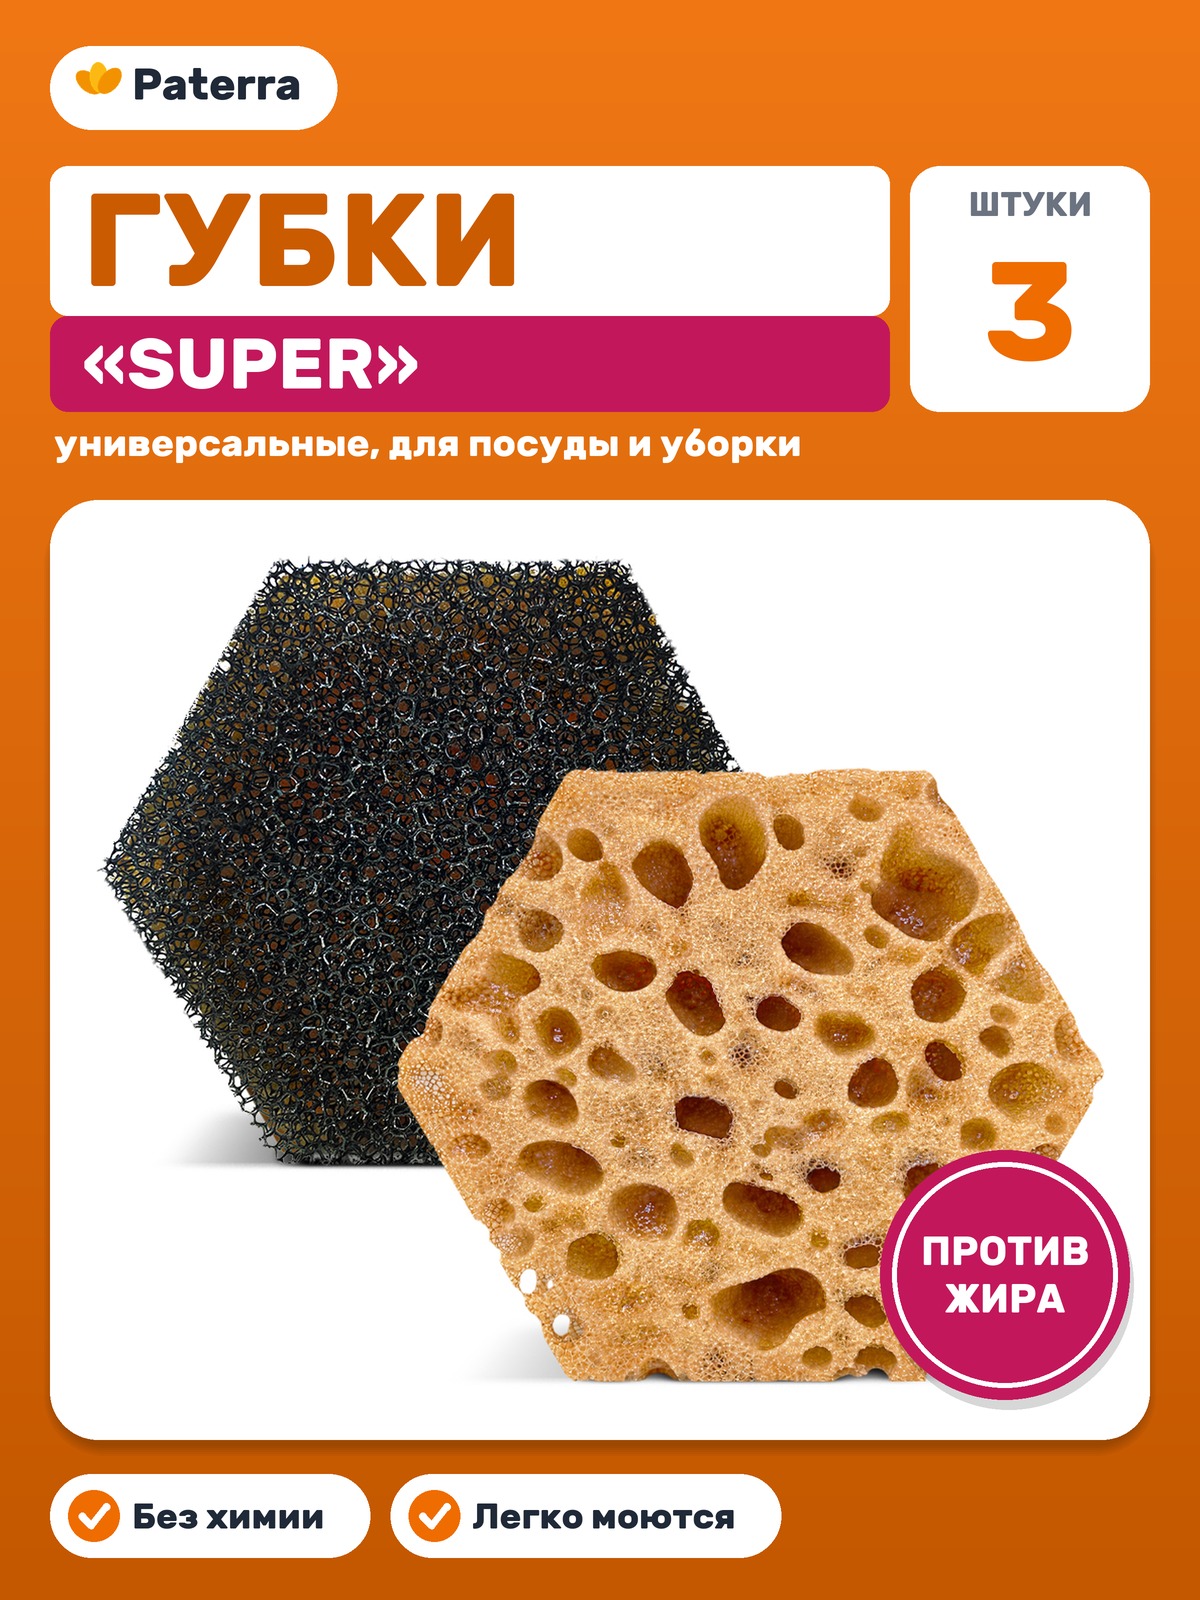 Paterra
ГУБКИ
«SUPER»
ШТУКИ
3
универсальные, для посуды и уборки
ПРОТИВ
ЖИРА
Без химии
Легко моются